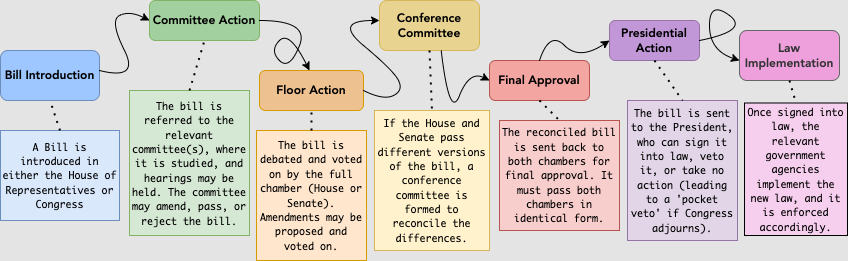 Bill Introduction
A Bill is
introduced in
either the House of
Representatives or
Congress
Committee Action
The bill is
referred to the
relevant
committee(s), where
it is studied, and
hearings may be
held. The committee
may amend, pass, or
reject the bill.
Floor Action
The bill is
debated and voted
on by the full
chamber (House or
Senate).
Amendments may be
proposed and
voted on.
Conference
Committee
If the House and
Senate pass
different versions
of the bill, a
conference
committee is
formed to
reconcile the
differences.
Final Approval
The reconciled bill
is sent back to
both chambers for
final approval. It
must pass both
chambers in
identical form.
Presidential
Action
The bill is sent
to the President,
who can sign it
into law, veto
it, or take no
action (leading
to a 'pocket
veto' if Congress
adjourns).
Law
Implementation
Once signed into
law, the
relevant
government
agencies
implement the
new law, and it
is enforced
accordingly.